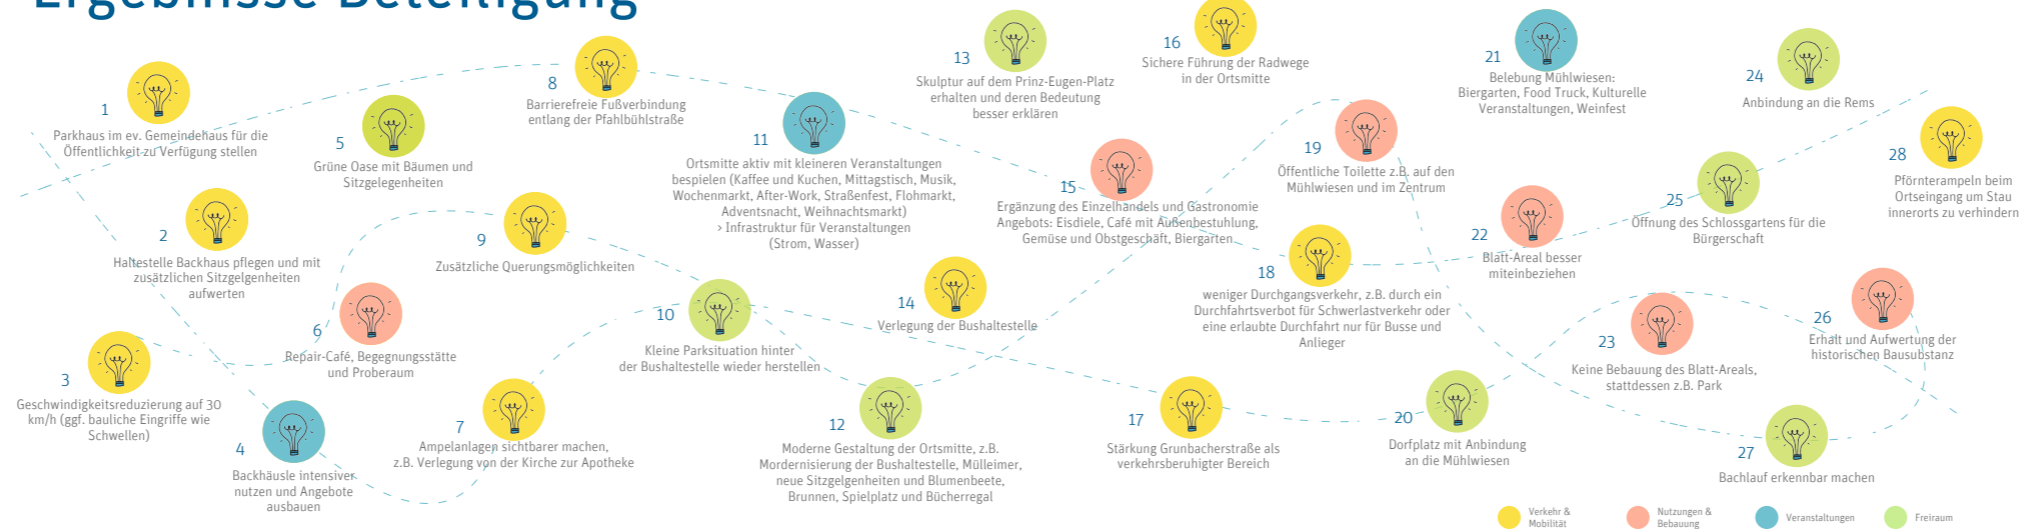 Ergebnisse Beteiligung
1
Parkhaus im ev. Gemeindehaus für die
Öffentlichkeit zu Verfügung stellen
2
Haltestelle Backhaus pflegen und mit
zusätzlichen Sitzgelgenheiten
aufwerten
3
Geschwindigkeitsreduzierung auf 30
km/h (ggf. bauliche Eingriffe wie
Schwellen)
4
Backhäusle intensiver
nutzen und Angebote
ausbauen
5
Grüne Oase mit Bäumen und
Sitzgelegenheiten
6
Repair-Café, Begegnungsstätte
und Proberaum
7
Ampelanlagen sichtbarer machen,
z.B. Verlegung von der Kirche zur Apotheke
8
Barrierefreie Fußverbindung
entlang der Pfahlbühlstraße
9
Zusätzliche Querungsmöglichkeiten
10
Kleine Parksituation hinter
der Bushaltestelle wieder herstellen
11
Ortsmitte aktiv mit kleineren Veranstaltungen
bespielen (Kaffee und Kuchen, Mittagstisch, Musik,
Wochenmarkt, After-Work, Straßenfest, Flohmarkt,
Adventsnacht, Weihnachtsmarkt)
> Infrastruktur für Veranstaltungen
(Strom, Wasser)
12
Moderne Gestaltung der Ortsmitte, z.B.
Mordernisierung der Bushaltestelle, Mülleimer,
neue Sitzgelgenheiten und Blumenbeete,
Brunnen, Spielplatz und Bücherregal
13
Skulptur auf dem Prinz-Eugen-Platz
erhalten und deren Bedeutung
besser erklären
14
Verlegung der Bushaltestelle
15
Ergänzung des Einzelhandels und Gastronomie
Angebots: Eisdiele, Café mit Außenbestuhlung,
Gemüse und Obstgeschäft, Biergarten
16
Sichere Führung der Radwege
in der Ortsmitte
17
Stärkung Grunbacherstraße als
verkehrsberuhigter Bereich
18
weniger Durchgangsverkehr, z.B. durch ein
Durchfahrtsverbot für Schwerlastverkehr oder
eine erlaubte Durchfahrt nur für Busse und
Anlieger
19
Öffentliche Toilette z.B. auf den
Mühlwiesen und im Zentrum
20
Dorfplatz mit Anbindung
an die Mühlwiesen
21
Belebung Mühlwiesen:
Biergarten, Food Truck, Kulturelle
Veranstaltungen, Weinfest
22
Blatt-Areal besser
miteinbeziehen
23
Keine Bebauung des Blatt-Areals,
stattdessen z.B. Park
24
Anbindung an die Rems
25
Öffnung des Schlossgartens für die
Bürgerschaft
26
Erhalt und Aufwertung der
historischen Bausubstanz
27
Bachlauf erkennbar machen
28
Pförnterampeln beim
Ortseingang um Stau
innerorts zu verhindern
Verkehr &
Mobilität
Nutzungen &
Bebauung
Veranstaltungen
Freiraum